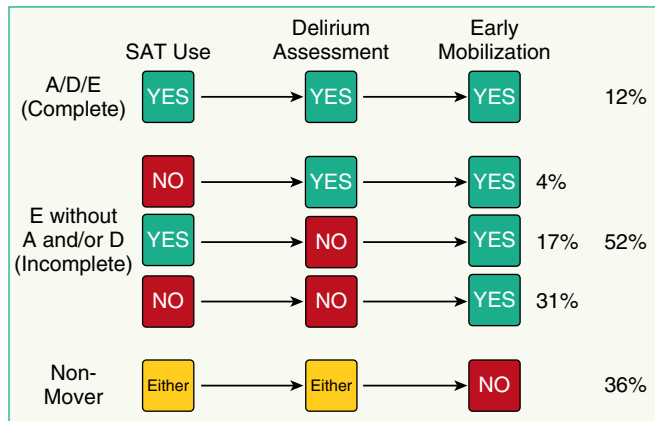 SAT Use
Delirium
Assessment
Early
Mobilization
A/D/E
(Complete)
YES YES YES 12%
E without
A and/or D
(Incomplete)
NO YES YES 4%
YES NO YES 17% 52%
NO NO YES 31%
Non-
Mover
Either Either NO 36%